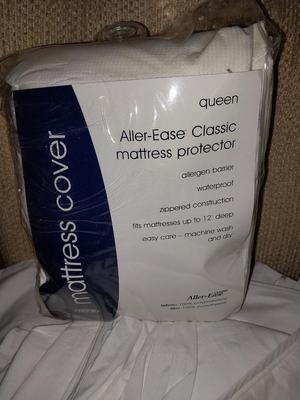 queen
Aller-Ease Classic
mattress protector
allergen barrier
waterproof
zippered construction
fits mattresses up to 12" deep
easy care – machine wash
and dry
mattress cover
Aller-Ease